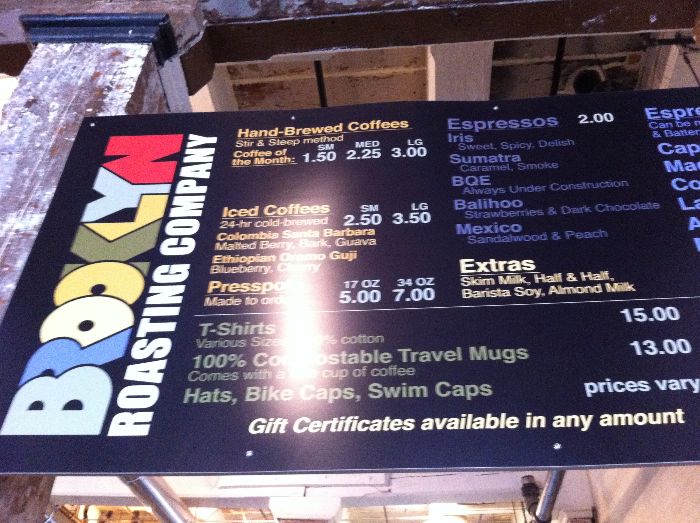 BROOKLYN
ROASTING COMPANY
Hand-Brewed Coffees
Stir & Steep method
SM MED LG
Coffee of
the Month: 1.50 2.25 3.00
Iced Coffees SM LG
24-hr cold-brewed 2.50 3.50
Colombia Santa Barbara
Malted Berry, Bark, Guava
Ethiopian Oromo Guji
Blueberry,
17 OZ 34 OZ
Made to 5.00 7.00
Espressos 2.00
Iris
Sweet, Spicy, Delish
Sumatra
Caramel, Smoke
BQE
Always Under Construction
Balihoo
Strawberries & Dark Chocolate
Mexico
Sandalwood & Peach
Extras
Skim Milk, Half & Half,
Barista Soy, Almond Milk
Can be
T-Shirts 15.00
Various cotton
100% Travel Mugs 13.00
Comes with a cup of coffee
Hats, Bike Caps, Swim Caps prices vary
Gift Certificates available in any amount